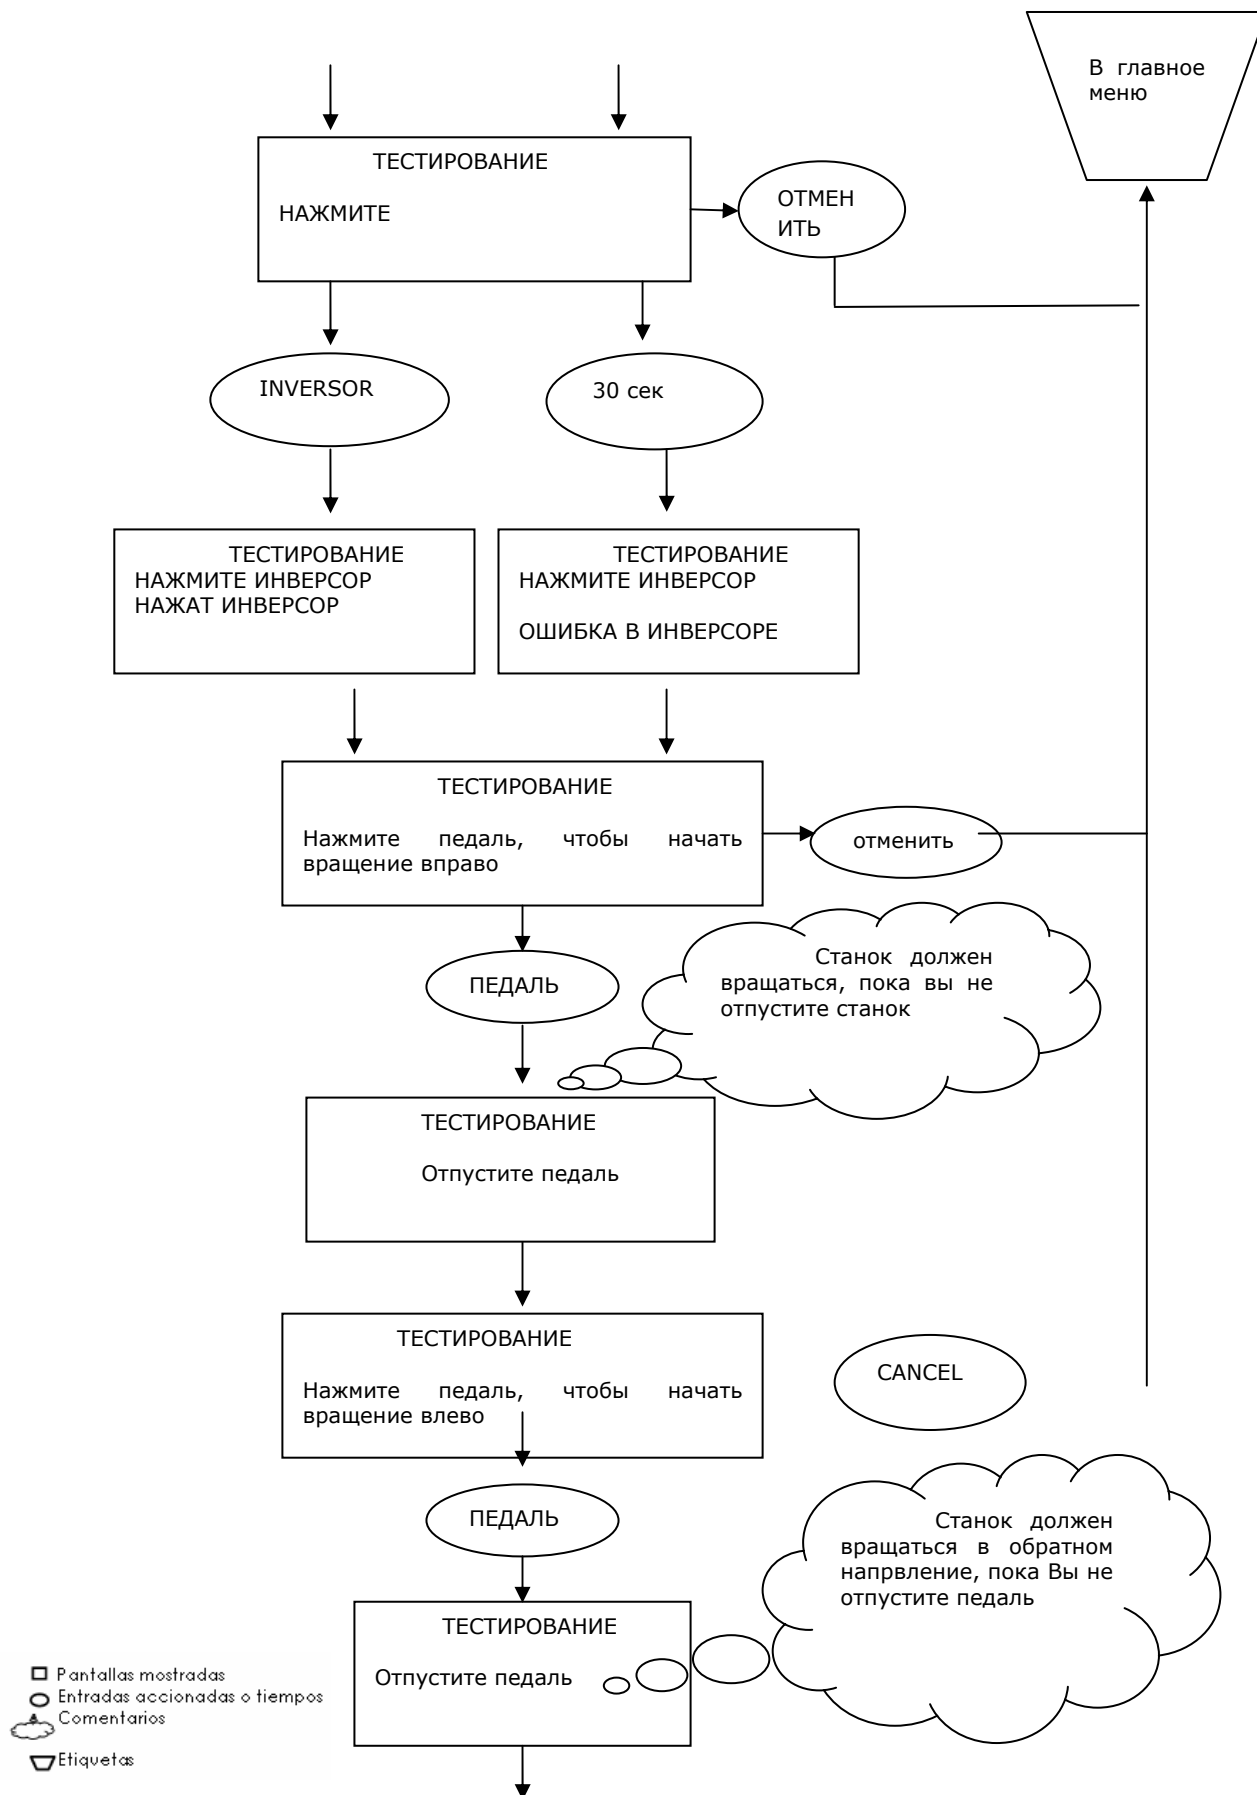 В главное
меню
ТЕСТИРОВАНИЕ
НАЖМИТЕ
ОТМЕН
ИТЬ
INVERSOR
30 сек
ТЕСТИРОВАНИЕ
НАЖМИТЕ ИНВЕРСОР
НАЖАТ ИНВЕРСОР
ТЕСТИРОВАНИЕ
НАЖМИТЕ ИНВЕРСОР
ОШИБКА В ИНВЕРСОРЕ
ТЕСТИРОВАНИЕ
Нажмите педаль, чтобы начать
вращение вправо
отменить
ПЕДАЛЬ
Станок должен
вращаться, пока вы не
отпустите станок
ТЕСТИРОВАНИЕ
Отпустите педаль
ТЕСТИРОВАНИЕ
Нажмите педаль, чтобы начать
вращение влево
CANCEL
ПЕДАЛЬ
Станок должен
вращаться в обратном
напрвление, пока Вы не
отпустите педаль
ТЕСТИРОВАНИЕ
Отпустите педаль
Pantallas mostradas
Entradas accionadas o tiempos
Comentarios
Etiquetas